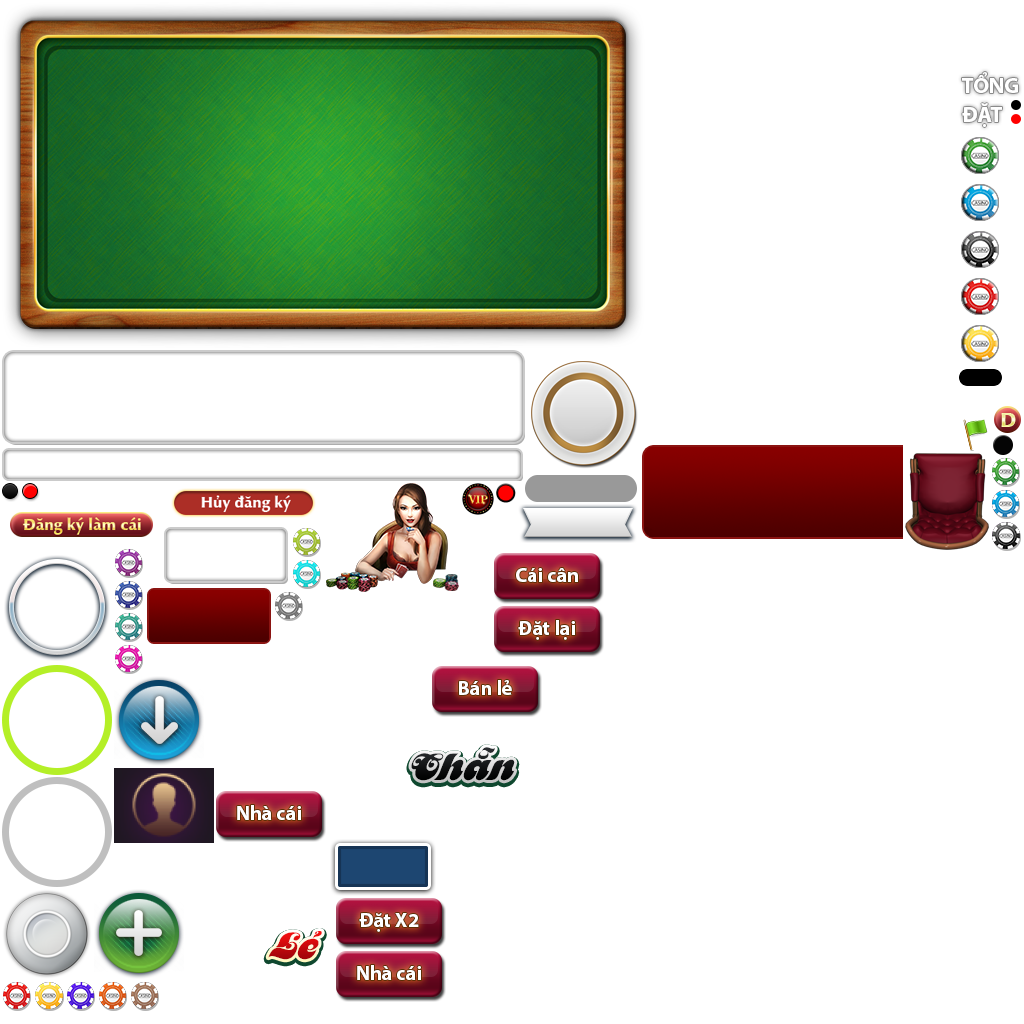 TỔNG
ĐẶT
D
VIP
Hủy đăng ký
Đăng ký làm cái
Cái cân
Đặt lại
Bán lẻ
Chẵn
Nhà cái
Đặt X2
Lẻ
Nhà cái